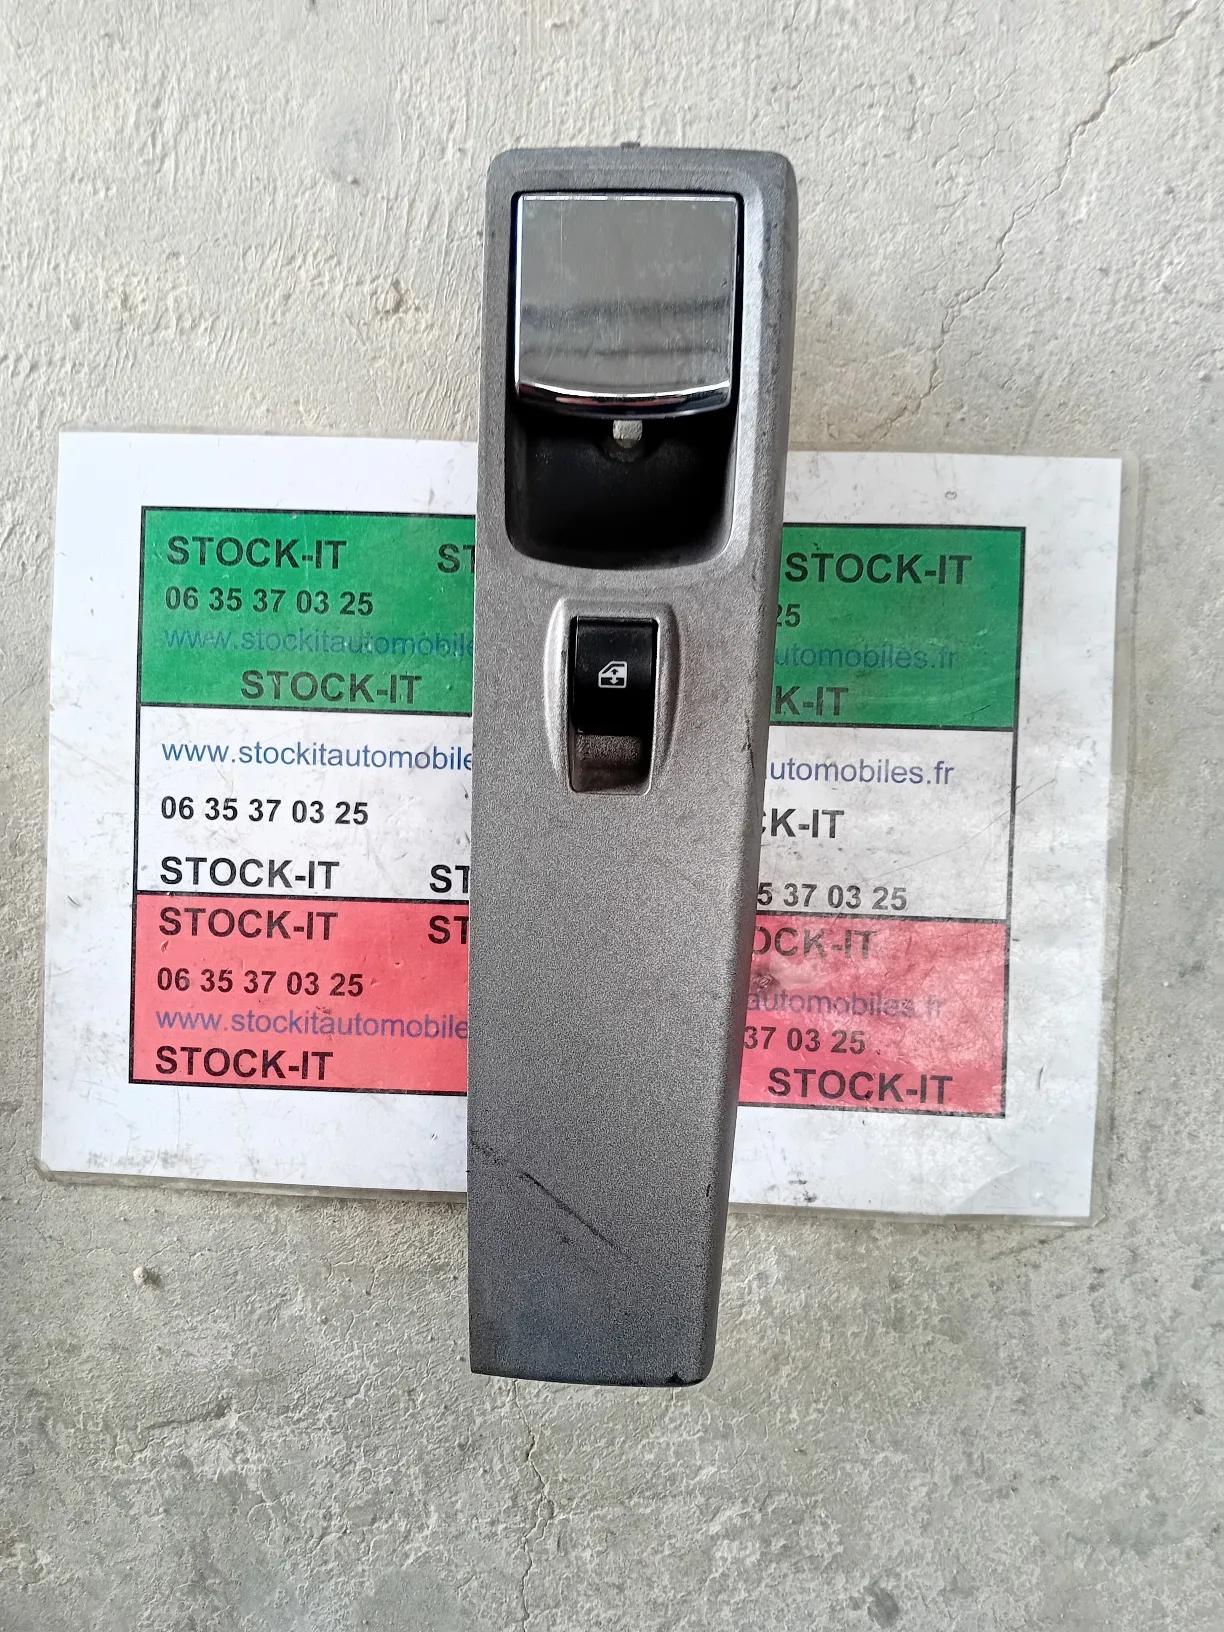 STOCK-IT ST STOCK-IT
06 35 37 03 25 25
www.stockitautomobile utomobiles.fr
STOCK-IT K-IT
www.stockitautomobile utomobiles.fr
06 35 37 03 25 CK-IT
STOCK-IT ST 5 37 03 25
STOCK-IT ST OCK-IT
06 35 37 03 25 automobiles.fr
www.stockitautomobile 37 03 25
STOCK-IT STOCK-IT